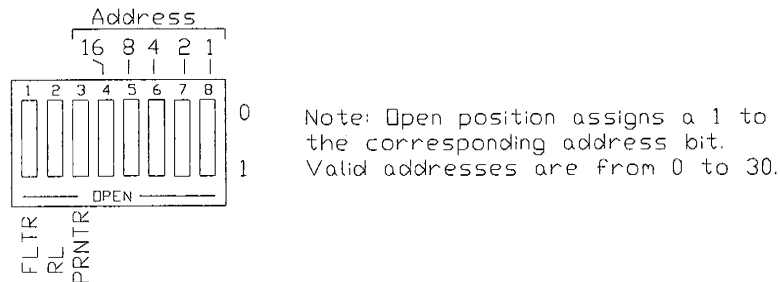 Address
16 8 4 2 1
1 2 3 4 5 6 7 8
0
1
OPEN
FLTR
RL
PRNTR
Note: Open position assigns a 1 to
the corresponding address bit.
Valid addresses are from 0 to 30.